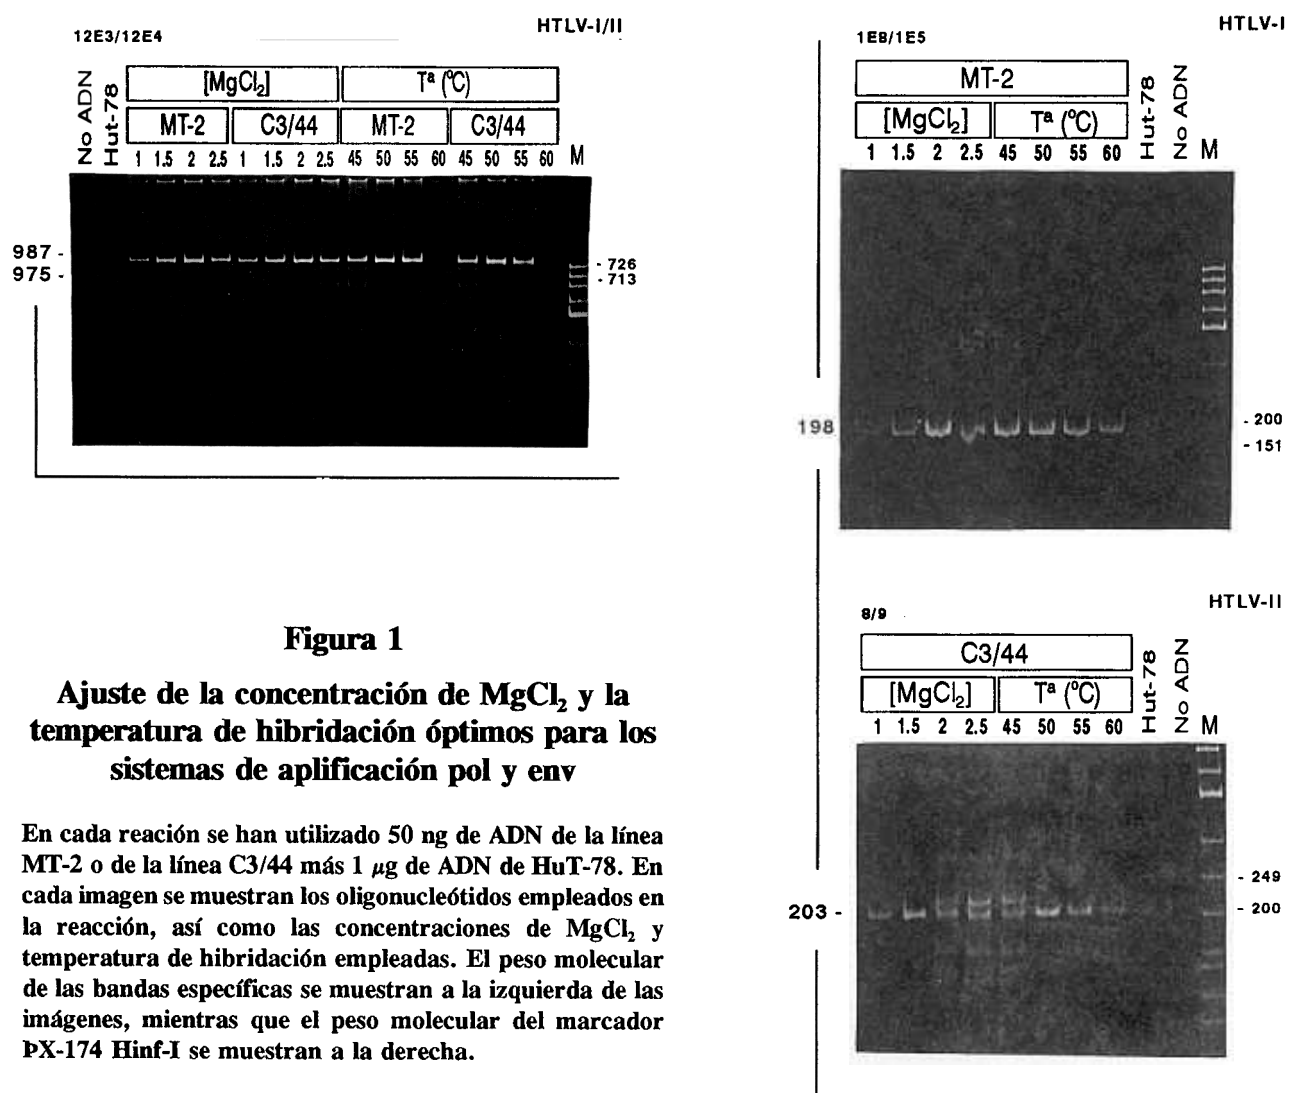 12E3/12E4
HTLV-I/II
No ADN
Hut-78
[MgCl₂]
Tª (ºC)
MT-2
C3/44
MT-2
C3/44
1 1.5 2 2.5 1 1.5 2 2.5 45 50 55 60 45 50 55 60 M
987 -
975 -
- 726
- 713
Figura 1
Ajuste de la concentración de MgCl₂ y la
temperatura de hibridación óptimos para los
sistemas de aplificación pol y env
En cada reación se han utilizado 50 ng de ADN de la línea
MT-2 o de la línea C3/44 más 1 µg de ADN de HuT-78. En
cada imagen se muestran los oligonucleótidos empleados en
la reacción, así como las concentraciones de MgCl₂ y
temperatura de hibridación empleadas. El peso molecular
de las bandas específicas se muestran a la izquierda de las
imágenes, mientras que el peso molecular del marcador
ÞX-174 Hinf-I se muestran a la derecha.
1E8/1E5
HTLV-I
MT-2
[MgCl₂]
Tª (ºC)
Hut-78
No ADN
1 1.5 2 2.5 45 50 55 60 M
198
- 200
- 151
8/9
HTLV-II
C3/44
[MgCl₂]
Tª (ºC)
Hut-78
No ADN
1 1.5 2 2.5 45 50 55 60 M
203 -
- 249
- 200